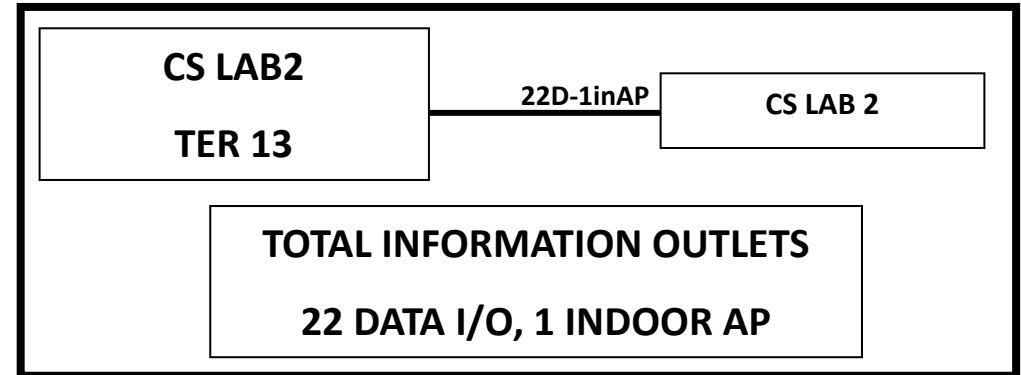 CS LAB2
TER 13
22D-1inAP
CS LAB 2
TOTAL INFORMATION OUTLETS
22 DATA I/O, 1 INDOOR AP